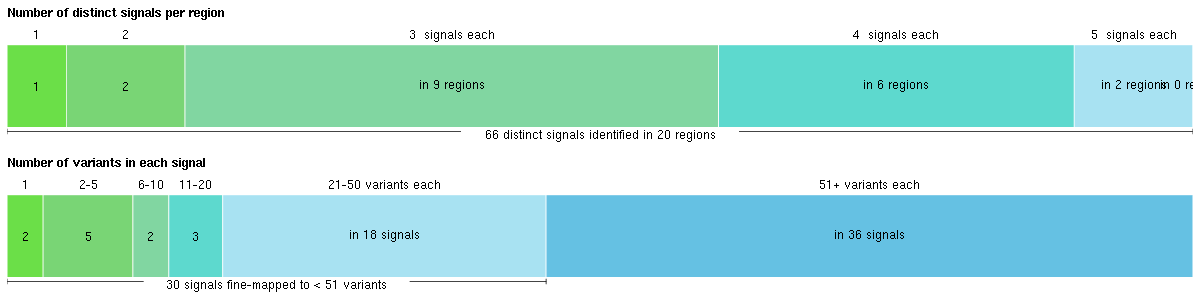 Number of distinct signals per region
1 2 3 signals each 4 signals each 5 signals each
1 2 in 9 regions in 6 regions in 2 regions in 0 re
66 distinct signals identified in 20 regions
Number of variants in each signal
1 2-5 6-10 11-20 21-50 variants each 51+ variants each
2 5 2 3 in 18 signals in 36 signals
30 signals fine-mapped to < 51 variants